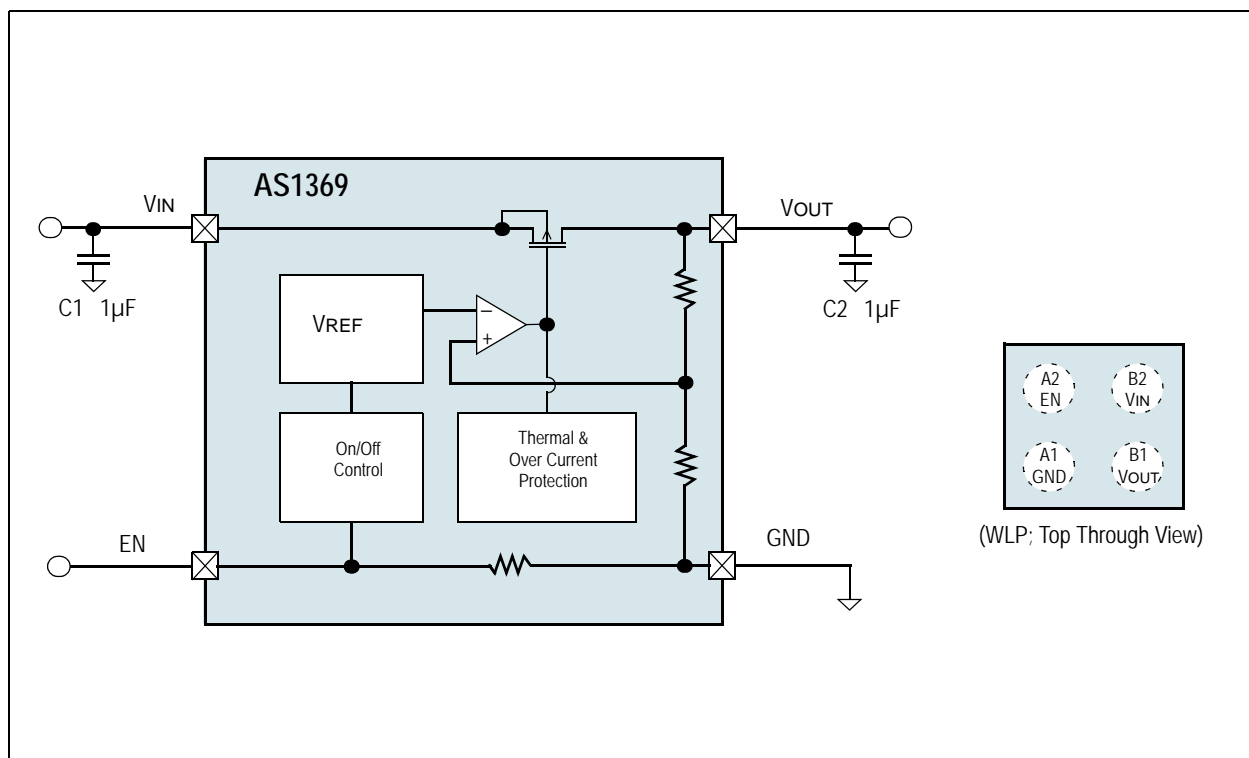 AS1369
VIN
VOUT
C1 1µF
C2 1µF
VREF
−
+
On/Off
Control
Thermal &
Over Current
Protection
EN
GND
A2
EN
B2
VIN
A1
GND
B1
VOUT
(WLP; Top Through View)